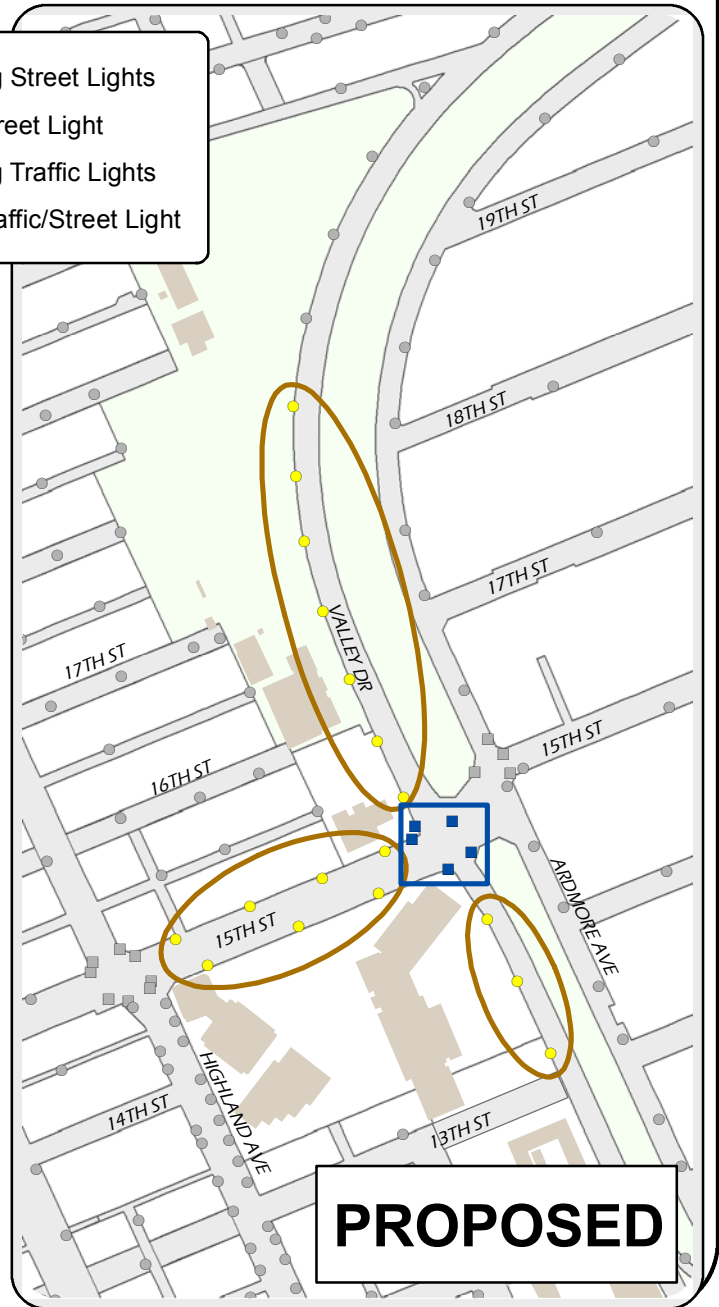 g Street Lights
reet Light
g Traffic Lights
affic/Street Light
19TH ST
18TH ST
17TH ST
VALLEY DR
17TH ST
15TH ST
16TH ST
15TH ST
ARDMORE AVE
HIGHLAND AVE
14TH ST
13TH ST
PROPOSED